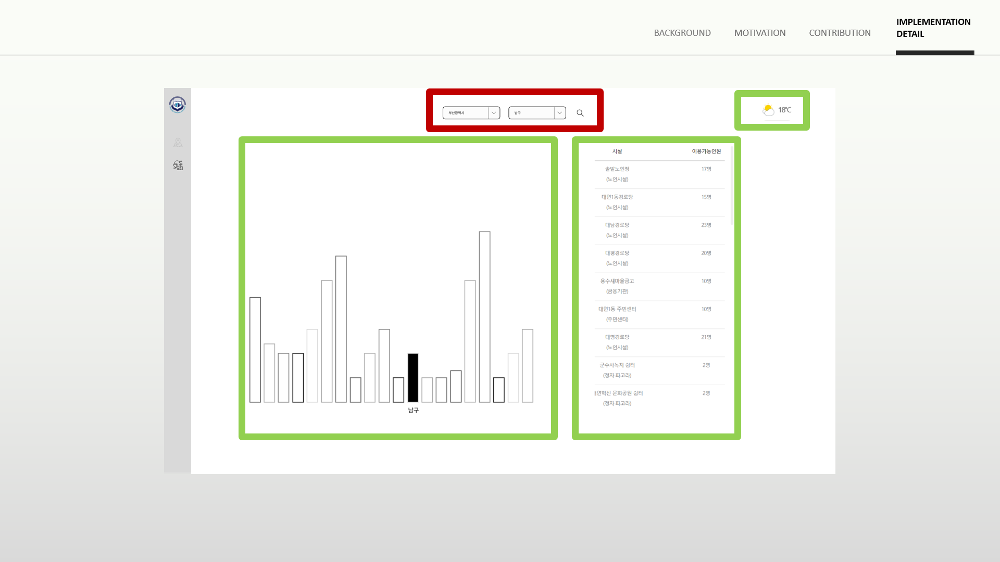 BACKGROUND
MOTIVATION
CONTRIBUTION
IMPLEMENTATION
DETAIL
부산광역시
남구
18℃
시설 이용가능인원
솔밭노인정 17명
(노인시설)
대연1동경로당 15명
(노인시설)
대남경로당 23명
(노인시설)
대평경로당 20명
(노인시설)
용수새마을금고 10명
(금융기관)
대연1동 주민센터 10명
(주민센터)
대명경로당 21명
(노인시설)
군수사녹지 쉼터 2명
(정자·파고라)
문화공원 쉼터 2명
(정자·파고라)
남구